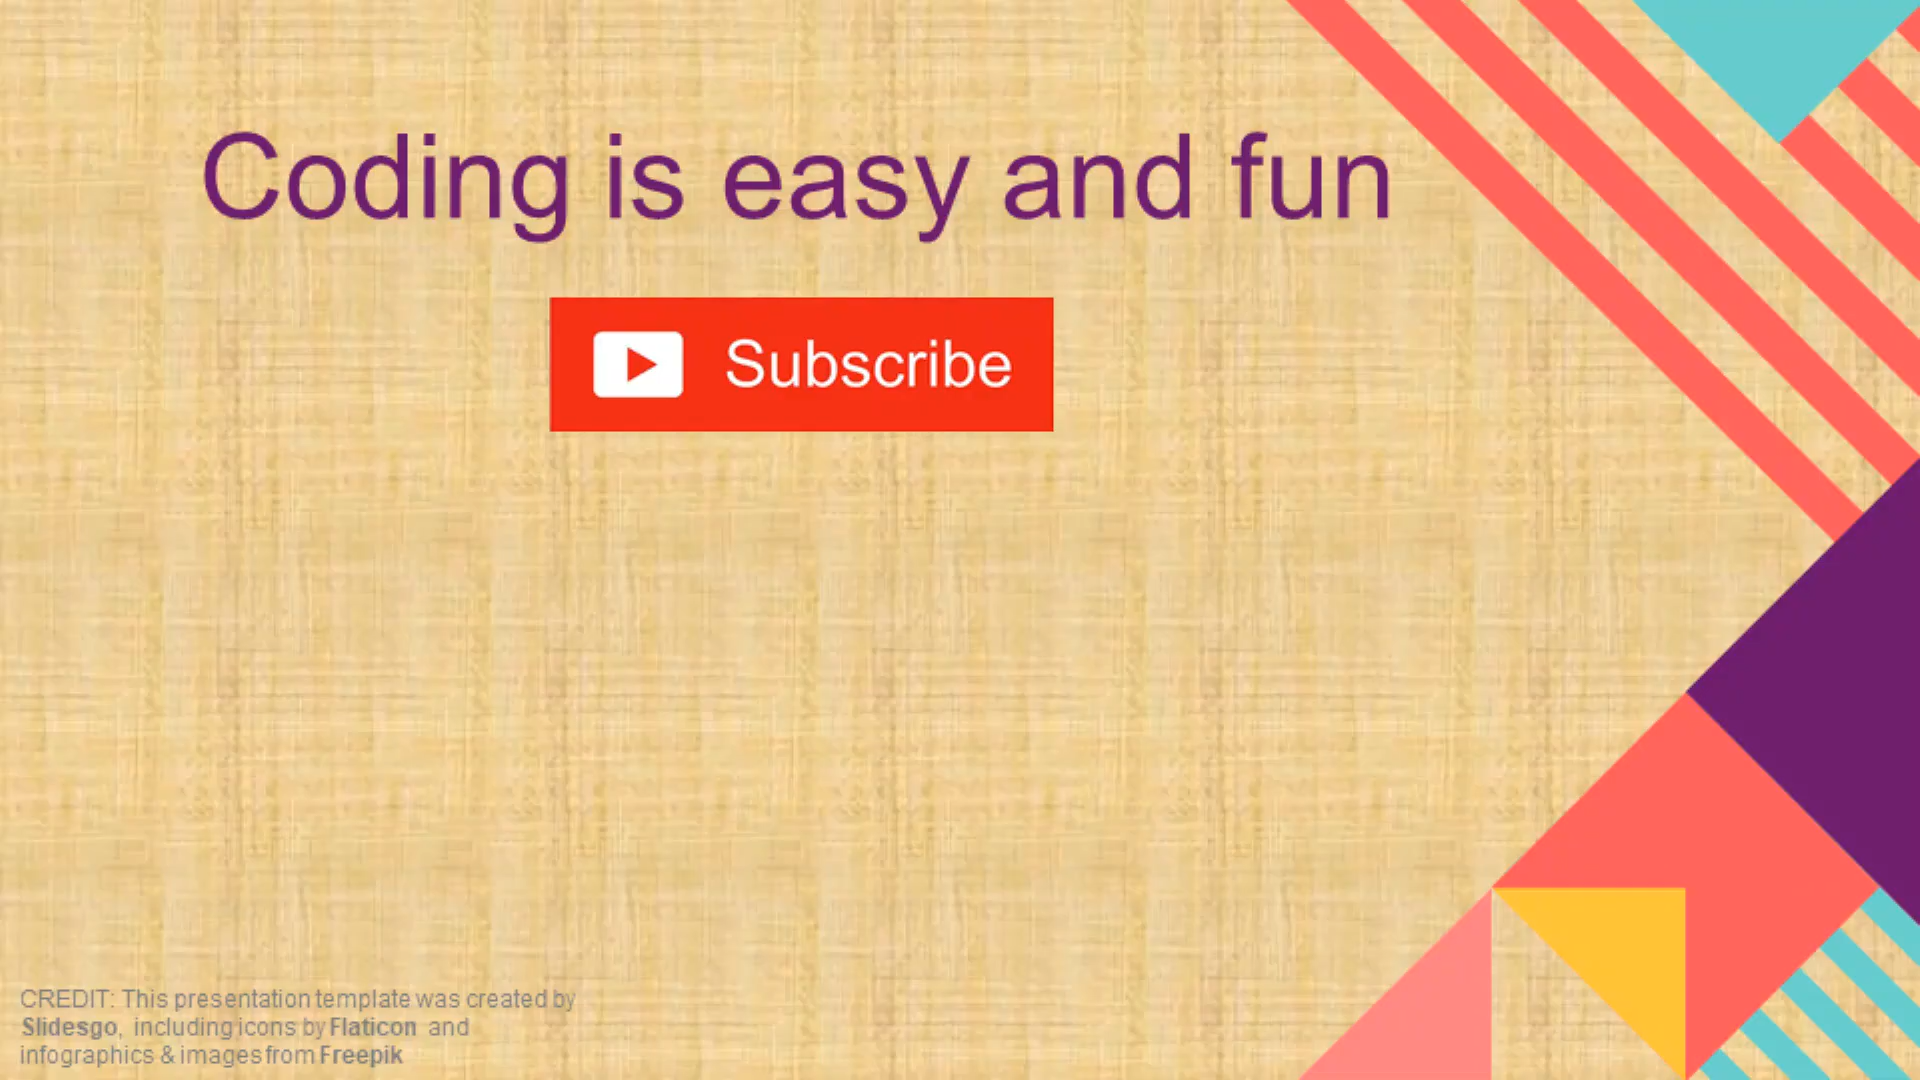 Coding is easy and fun
Subscribe
CREDIT: This presentation template was created by
Slidesgo, including icons by Flaticon and
infographics & images from Freepik